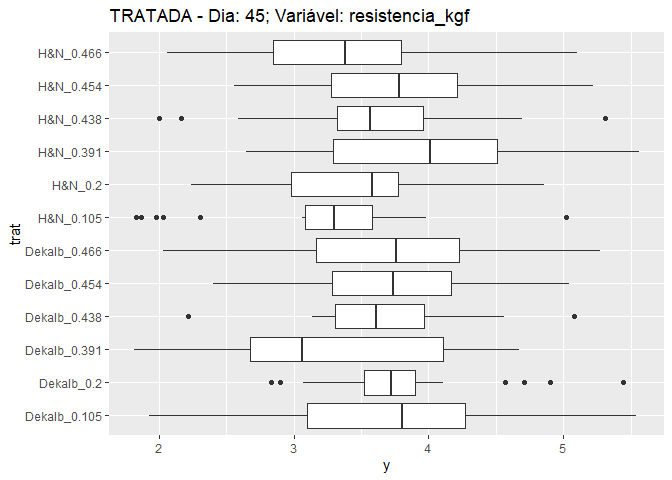 TRATADA - Dia: 45; Variável: resistencia_kgf
H&N_0.466
H&N_0.454
H&N_0.438
H&N_0.391
H&N_0.2
H&N_0.105
Dekalb_0.466
Dekalb_0.454
Dekalb_0.438
Dekalb_0.391
Dekalb_0.2
Dekalb_0.105
trat
2 3 4 5
y